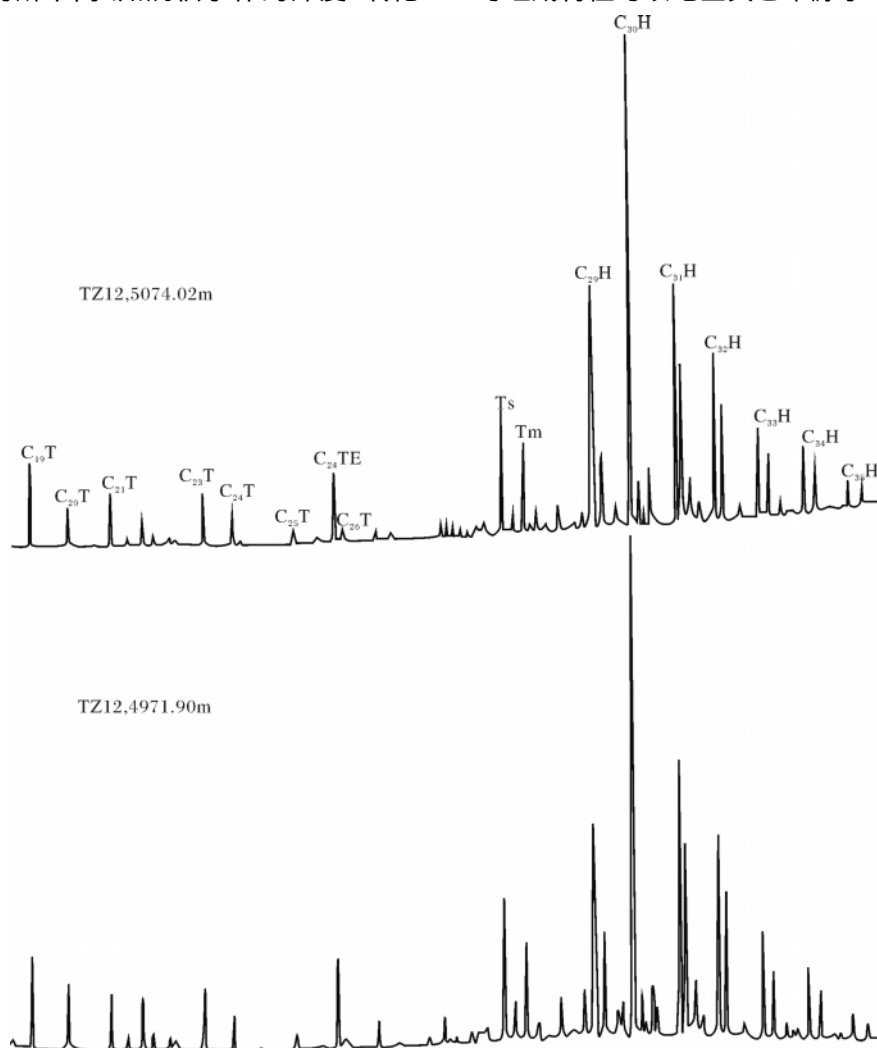 C₃₀H
C₂₉H
C₃₁H
TZ12,5074.02m
C₃₂H
Ts
C₃₃H
Tm
C₃₄H
C₁₉T
C₂₄TE
C₃₅H
C₂₀T
C₂₁T
C₂₃T
C₂₄T
C₂₅T
C₂₆T
TZ12,4971.90m